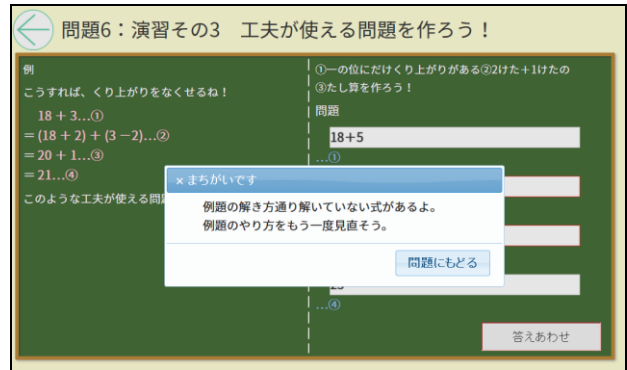 問題6：演習その3　工夫が使える問題を作ろう！
例
こうすれば、くり上がりをなくせるね！
18 + 3…①
= (18 + 2) + (3 −2)…②
= 20 + 1…③
= 21…④
このような工夫が使える問
①一の位にだけくり上がりがある②2けた＋1けたの
③たし算を作ろう！
問題
18+5
…①
× まちがいです
例題の解き方通り解いていない式があるよ。
例題のやり方をもう一度見直そう。
問題にもどる
…④
答えあわせ